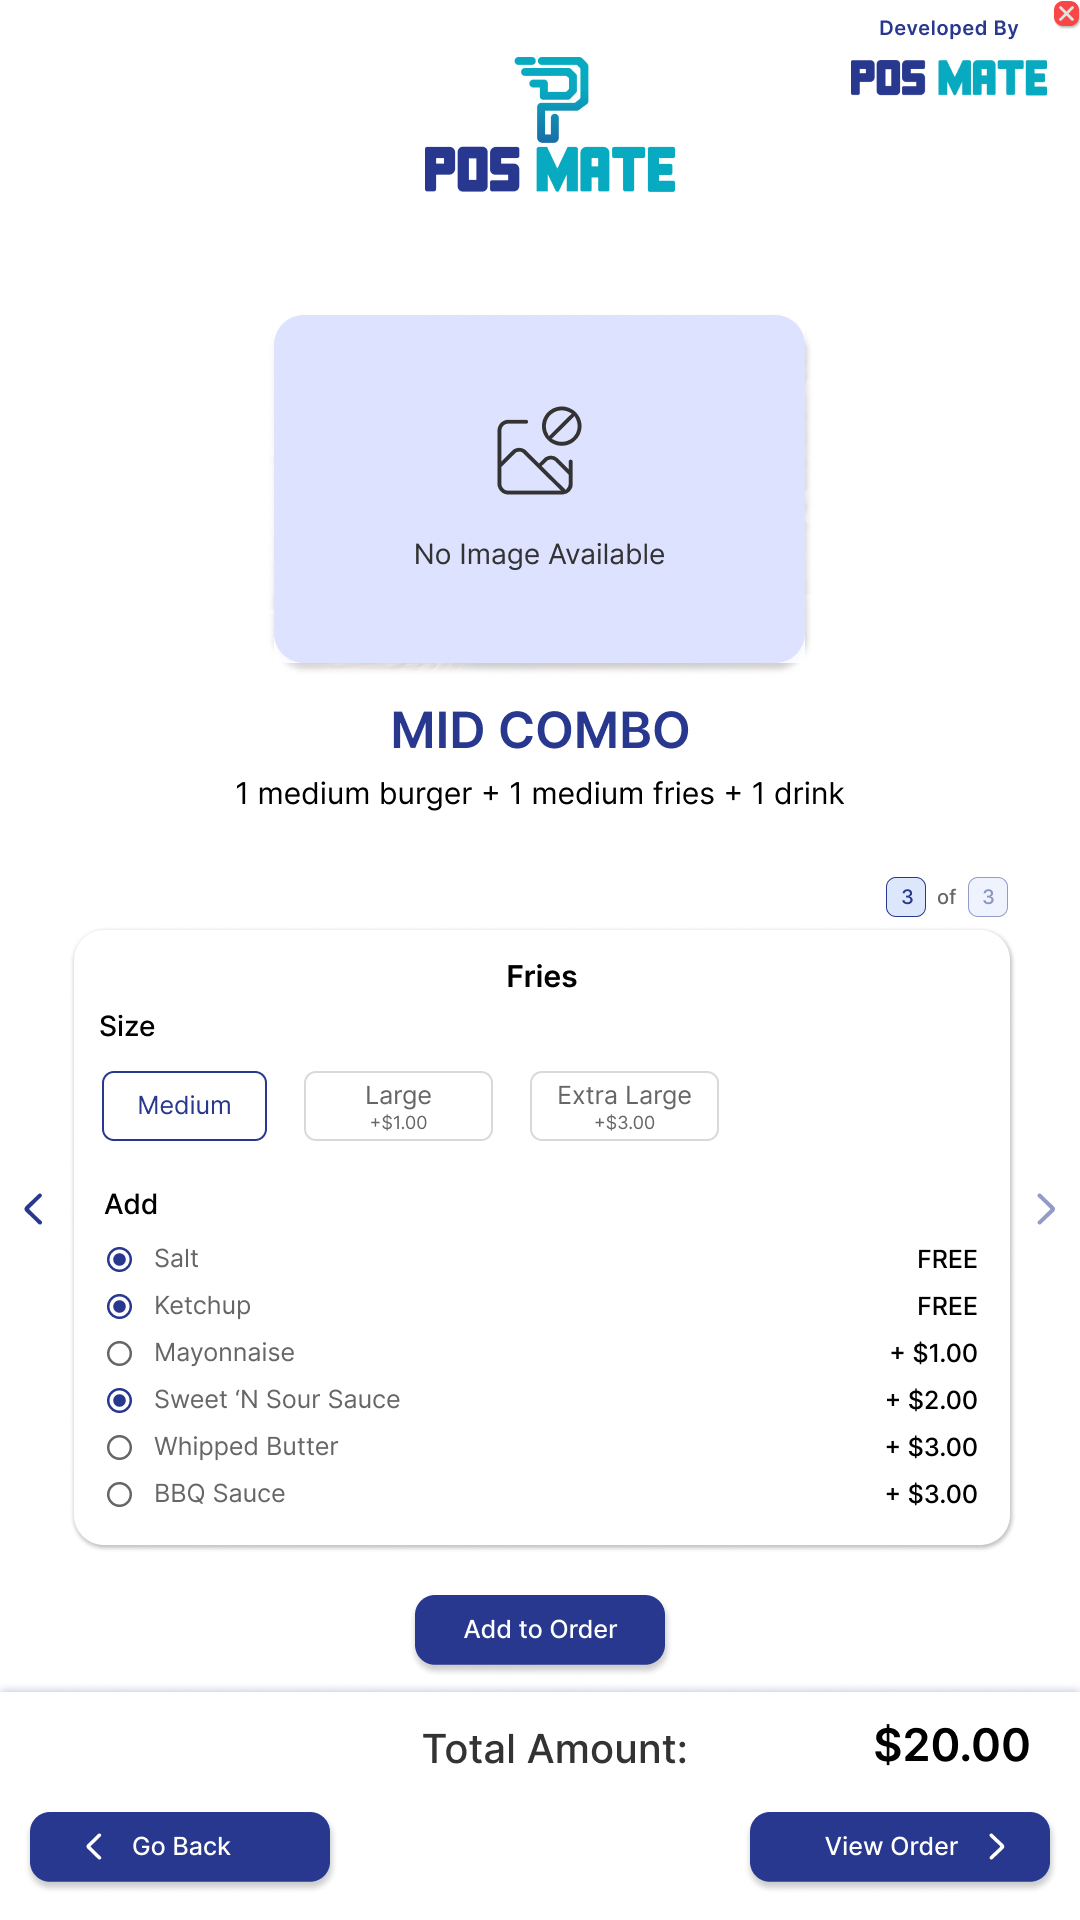 Developed By
POS MATE
POS MATE
No Image Available
MID COMBO
1 medium burger + 1 medium fries + 1 drink
3 of 3
Fries
Size
Medium
Large
+$1.00
Extra Large
+$3.00
Add
Salt FREE
Ketchup FREE
Mayonnaise + $1.00
Sweet ‘N Sour Sauce + $2.00
Whipped Butter + $3.00
BBQ Sauce + $3.00
Add to Order
Total Amount: $20.00
Go Back
View Order